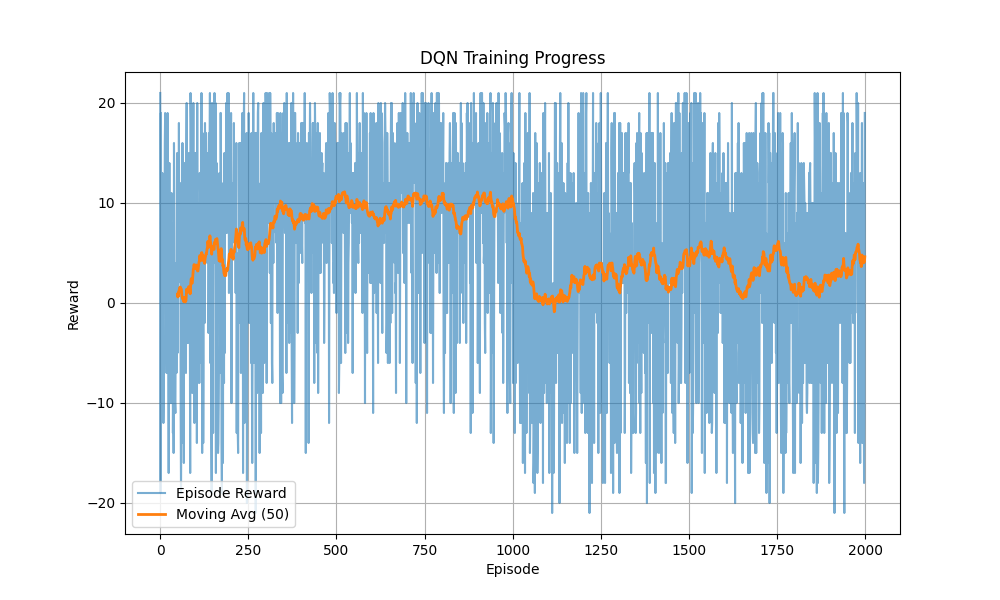 DQN Training Progress
20
10
0
−10
−20
Reward
Episode Reward
Moving Avg (50)
0 250 500 750 1000 1250 1500 1750 2000
Episode